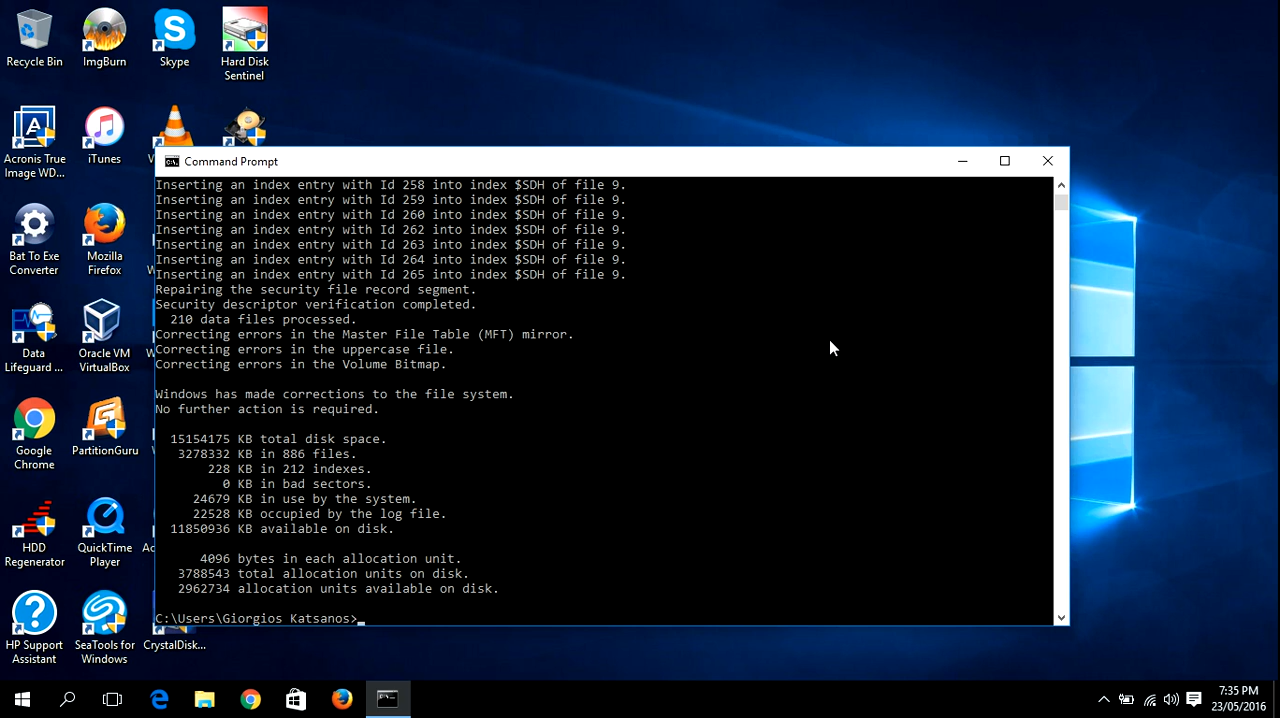 Recycle Bin
ImgBurn
Skype
Hard Disk
Sentinel
Acronis True
Image WD...
iTunes
Command Prompt
Inserting an index entry with Id 258 into index $SDH of file 9.
Inserting an index entry with Id 259 into index $SDH of file 9.
Inserting an index entry with Id 260 into index $SDH of file 9.
Inserting an index entry with Id 262 into index $SDH of file 9.
Inserting an index entry with Id 263 into index $SDH of file 9.
Inserting an index entry with Id 264 into index $SDH of file 9.
Inserting an index entry with Id 265 into index $SDH of file 9.
Repairing the security file record segment.
Security descriptor verification completed.
210 data files processed.
Correcting errors in the Master File Table (MFT) mirror.
Correcting errors in the uppercase file.
Correcting errors in the Volume Bitmap.
Windows has made corrections to the file system.
No further action is required.
15154175 KB total disk space.
3278332 KB in 886 files.
228 KB in 212 indexes.
0 KB in bad sectors.
24679 KB in use by the system.
22528 KB occupied by the log file.
11850936 KB available on disk.
4096 bytes in each allocation unit.
3788543 total allocation units on disk.
2962734 allocation units available on disk.
C:\Users\Giorgios Katsanos>
Bat To Exe
Converter
Mozilla
Firefox
Data
Lifeguard ...
Oracle VM
VirtualBox
Google
Chrome
PartitionGuru
HDD
Regenerator
QuickTime
Player
HP Support
Assistant
SeaTools for
Windows
CrystalDisk...
7:35 PM
23/05/2016